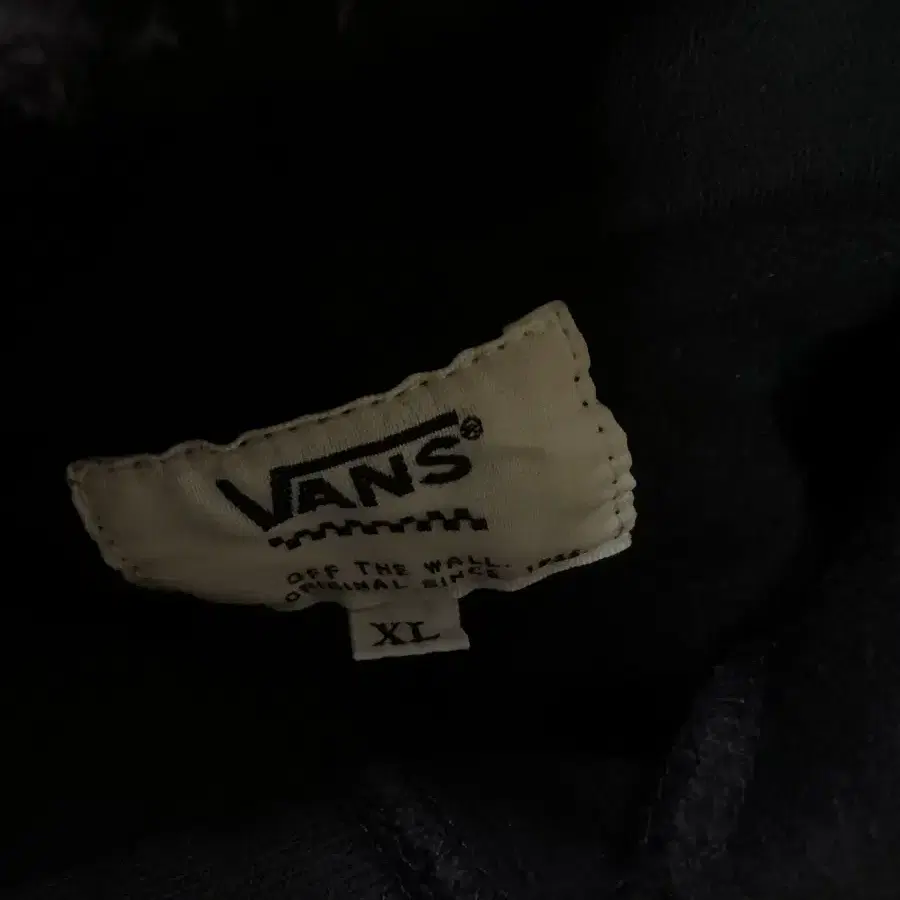 VANS®
OFF THE WALL.
ORIGINAL SINCE
XL